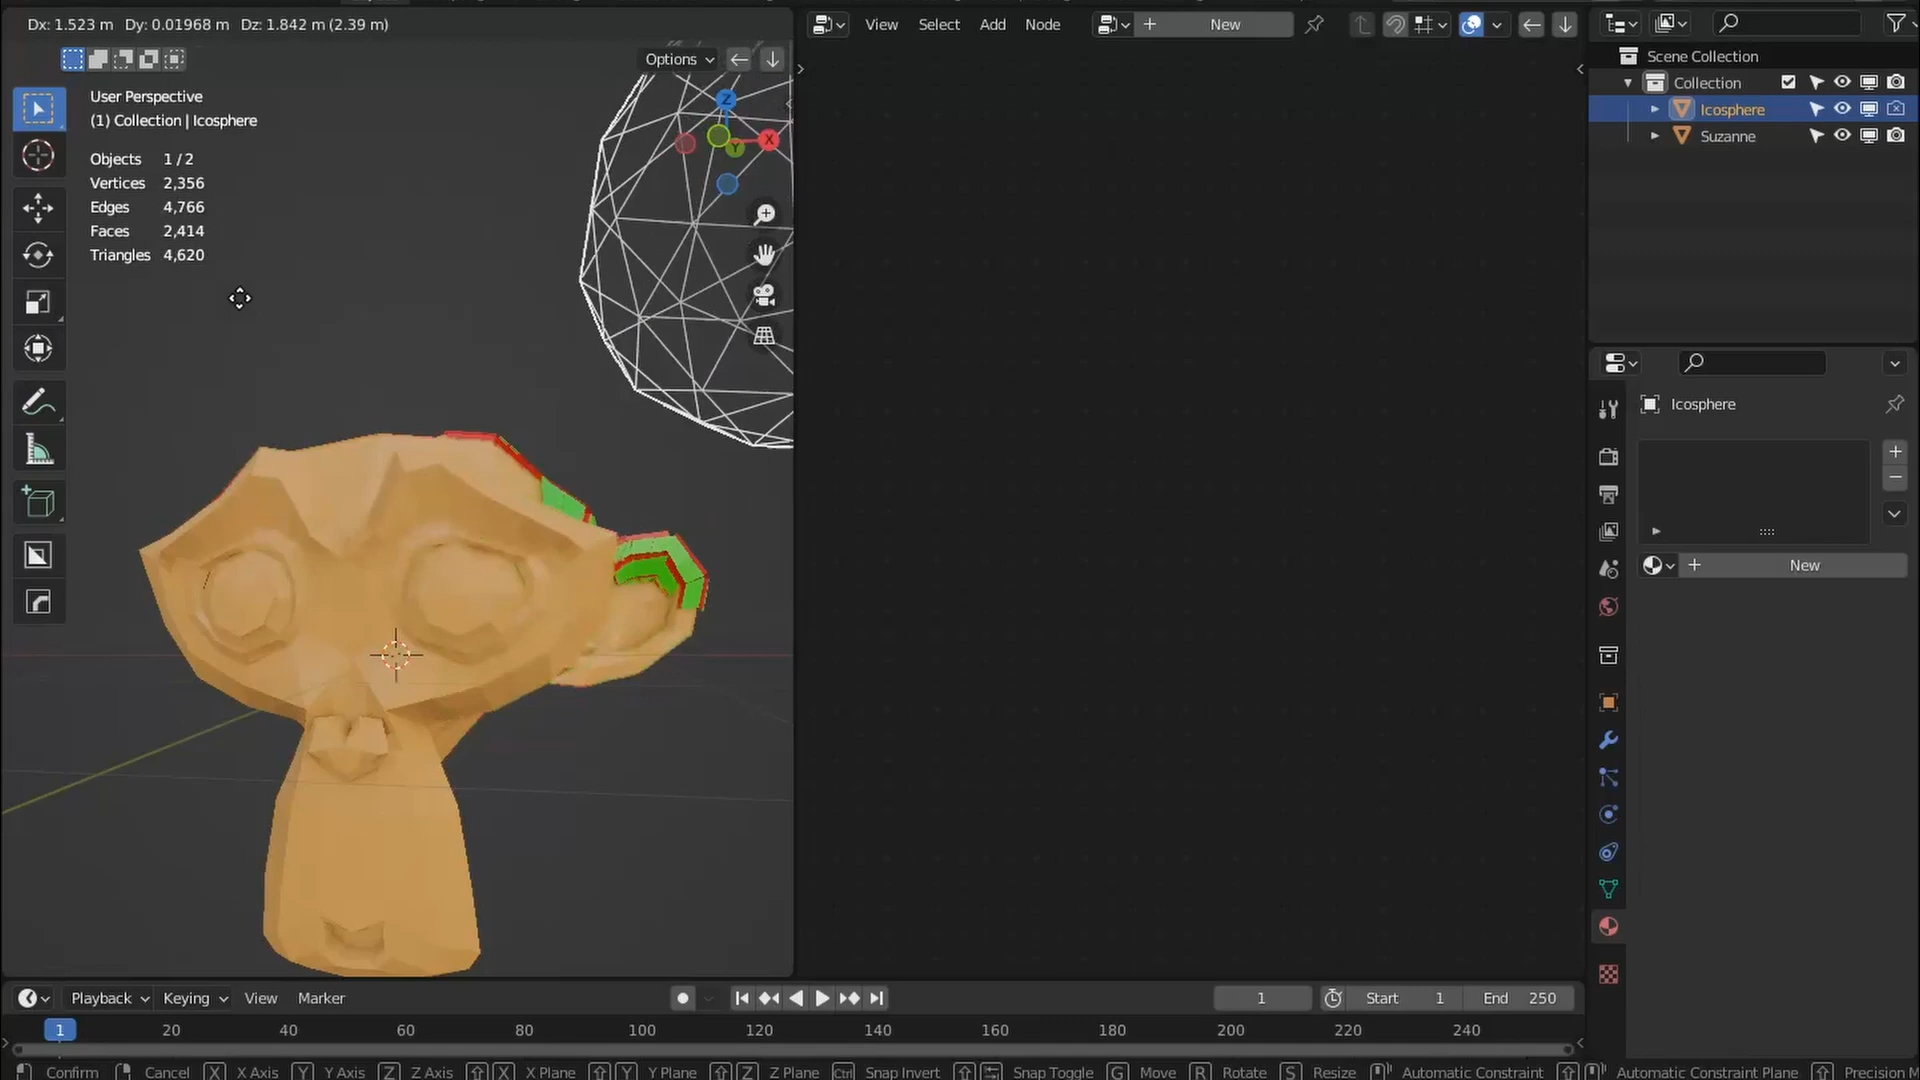 Dx: 1.523 m   Dy: 0.01968 m   Dz: 1.842 m (2.39 m)
View Select Add Node
New
Options
User Perspective
(1) Collection | Icosphere
Objects 1 / 2
Vertices 2,356
Edges 4,766
Faces 2,414
Triangles 4,620
Z
X
Y
Scene Collection
Collection
Icosphere
Suzanne
Icosphere
New
Playback Keying View Marker
1
Start 1
End 250
1 20 40 60 80 100 120 140 160 180 200 220 240
Confirm Cancel X X Axis Y Y Axis Z Z Axis X X Plane Y Y Plane Z Z Plane Ctrl Snap Invert Snap Toggle G Move R Rotate S Resize Automatic Constraint Automatic Constraint Plane Precision M